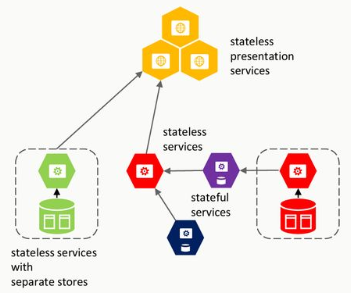 stateless
presentation
services
stateless
services
stateful
services
stateless services
with
separate stores